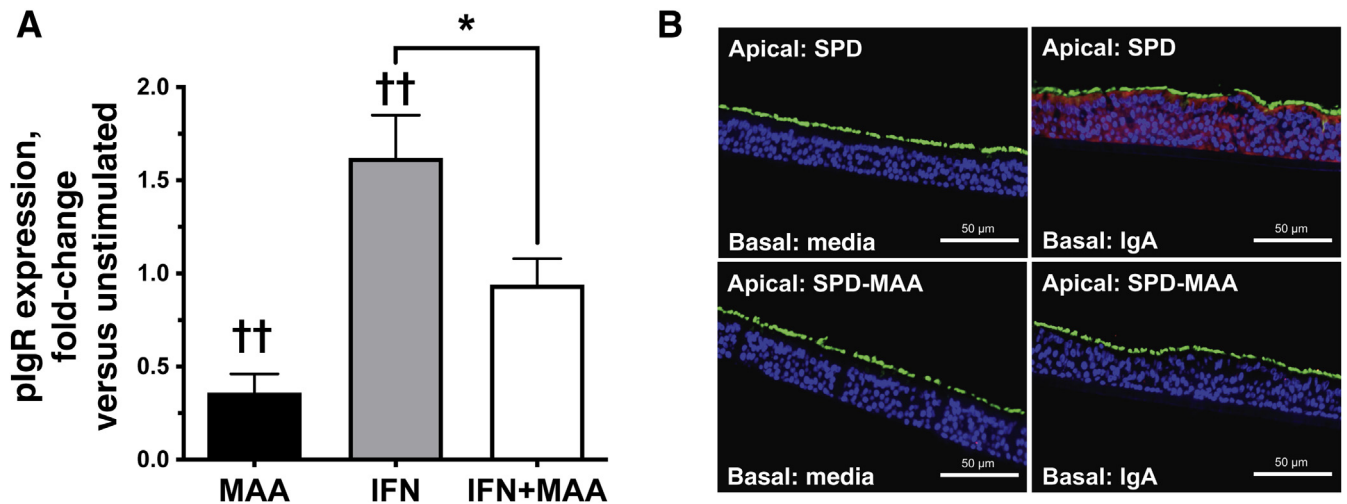 A
pIgR expression,
fold-change
versus unstimulated
2.0
1.5
1.0
0.5
0.0
††
††
*
MAA
IFN
IFN+MAA
B
Apical: SPD
Basal: media
50 µm
Apical: SPD
Basal: IgA
50 µm
Apical: SPD-MAA
Basal: media
50 µm
Apical: SPD-MAA
Basal: IgA
50 µm